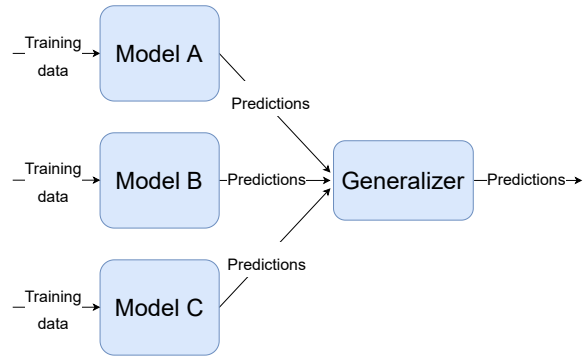 Training
data
Model A
Predictions
Training
data
Model B
Predictions
Generalizer
Predictions
Predictions
Training
data
Model C